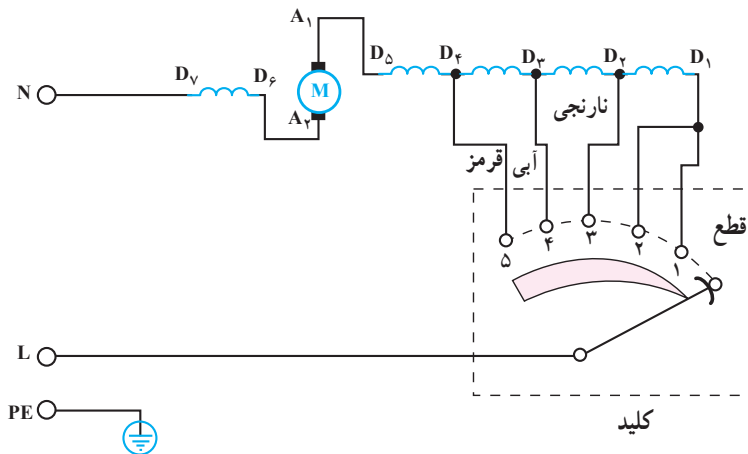 A۱
D۵ D۴ D۳ D۲ D۱
N D۷ D۶ M
A۲
نارنجی
آبی قرمز
قطع
۵ ۴ ۳ ۲ ۱
L
PE
کلید